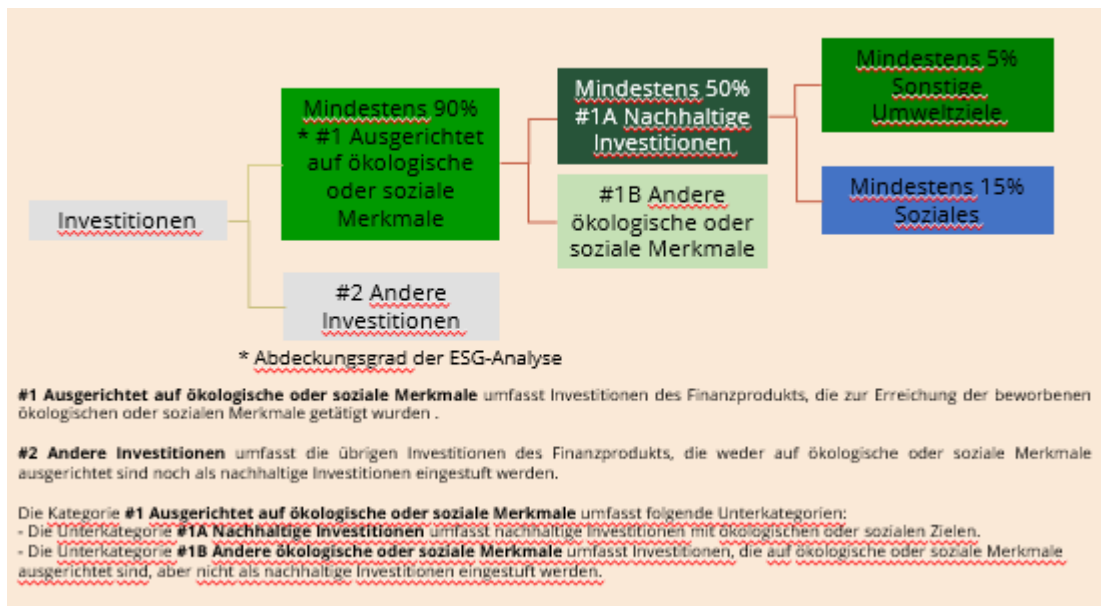 Investitionen
Mindestens 90%
* #1 Ausgerichtet
auf ökologische
oder soziale
Merkmale
#2 Andere
Investitionen
Mindestens 50%
#1A Nachhaltige
Investitionen
#1B Andere
ökologische oder
soziale Merkmale
Mindestens 5%
Sonstige
Umweltziele
Mindestens 15%
Soziales
* Abdeckungsgrad der ESG-Analyse
#1 Ausgerichtet auf ökologische oder soziale Merkmale umfasst Investitionen des Finanzprodukts, die zur Erreichung der beworbenen
ökologischen oder sozialen Merkmale getätigt wurden .
#2 Andere Investitionen umfasst die übrigen Investitionen des Finanzprodukts, die weder auf ökologische oder soziale Merkmale
ausgerichtet sind noch als nachhaltige Investitionen eingestuft werden.
Die Kategorie #1 Ausgerichtet auf ökologische oder soziale Merkmale umfasst folgende Unterkategorien:
- Die Unterkategorie #1A Nachhaltige Investitionen umfasst nachhaltige Investitionen mit ökologischen oder sozialen Zielen.
- Die Unterkategorie #1B Andere ökologische oder soziale Merkmale umfasst Investitionen, die auf ökologische oder soziale Merkmale
ausgerichtet sind, aber nicht als nachhaltige Investitionen eingestuft werden.